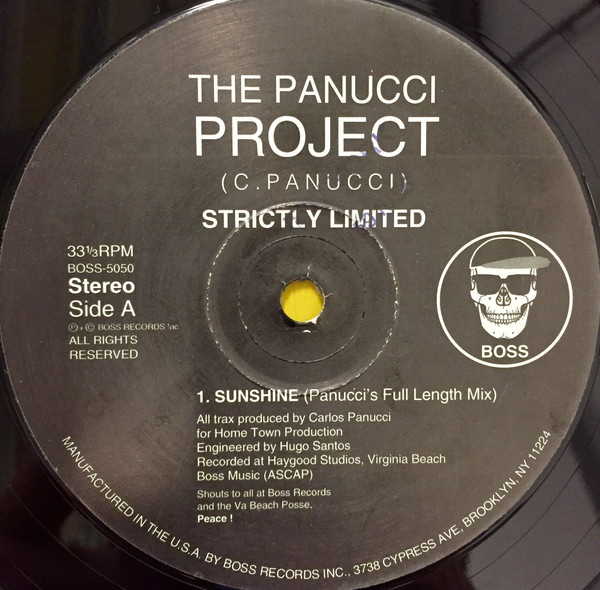 THE PANUCCI
PROJECT
(C. PANUCCI)
STRICTLY LIMITED
33⅓RPM
BOSS-5050
Stereo
Side A
Ⓟ+© BOSS RECORDS Inc
ALL RIGHTS
RESERVED
BOSS
1. SUNSHINE (Panucci's Full Length Mix)
All trax produced by Carlos Panucci
for Home Town Production
Engineered by Hugo Santos
Recorded at Haygood Studios, Virginia Beach
Boss Music (ASCAP)
Shouts to all at Boss Records
and the Va Beach Posse.
Peace !
MANUFACTURED IN THE U.S.A. BY BOSS RECORDS INC., 3738 CYPRESS AVE, BROOKLYN. NY 11224